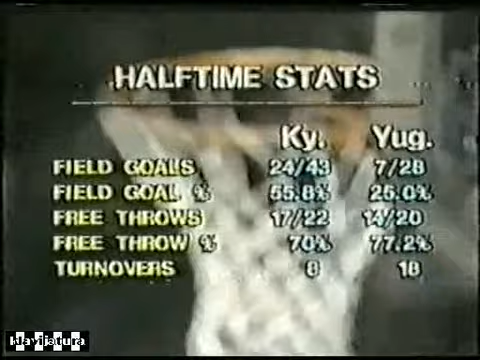 HALFTIME STATS
Ky. Yug.
FIELD GOALS 24/43 7/28
FIELD GOAL % 55.8% 25.0%
FREE THROWS 17/22 14/20
FREE THROW % 70% 77.2%
TURNOVERS 8 18
klavijatura